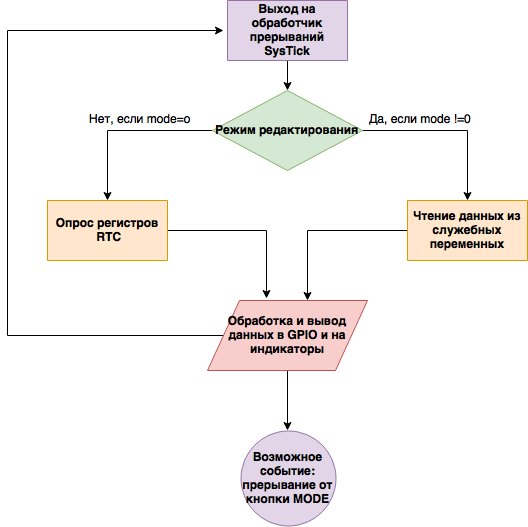 Выход на
обработчик
прерываний
SysTick
Нет, если mode=o
Режим редактирования
Да, если mode !=0
Опрос регистров
RTC
Чтение данных из
служебных
переменных
Обработка и вывод
данных в GPIO и на
индикаторы
Возможное
событие:
прерывание от
кнопки MODE